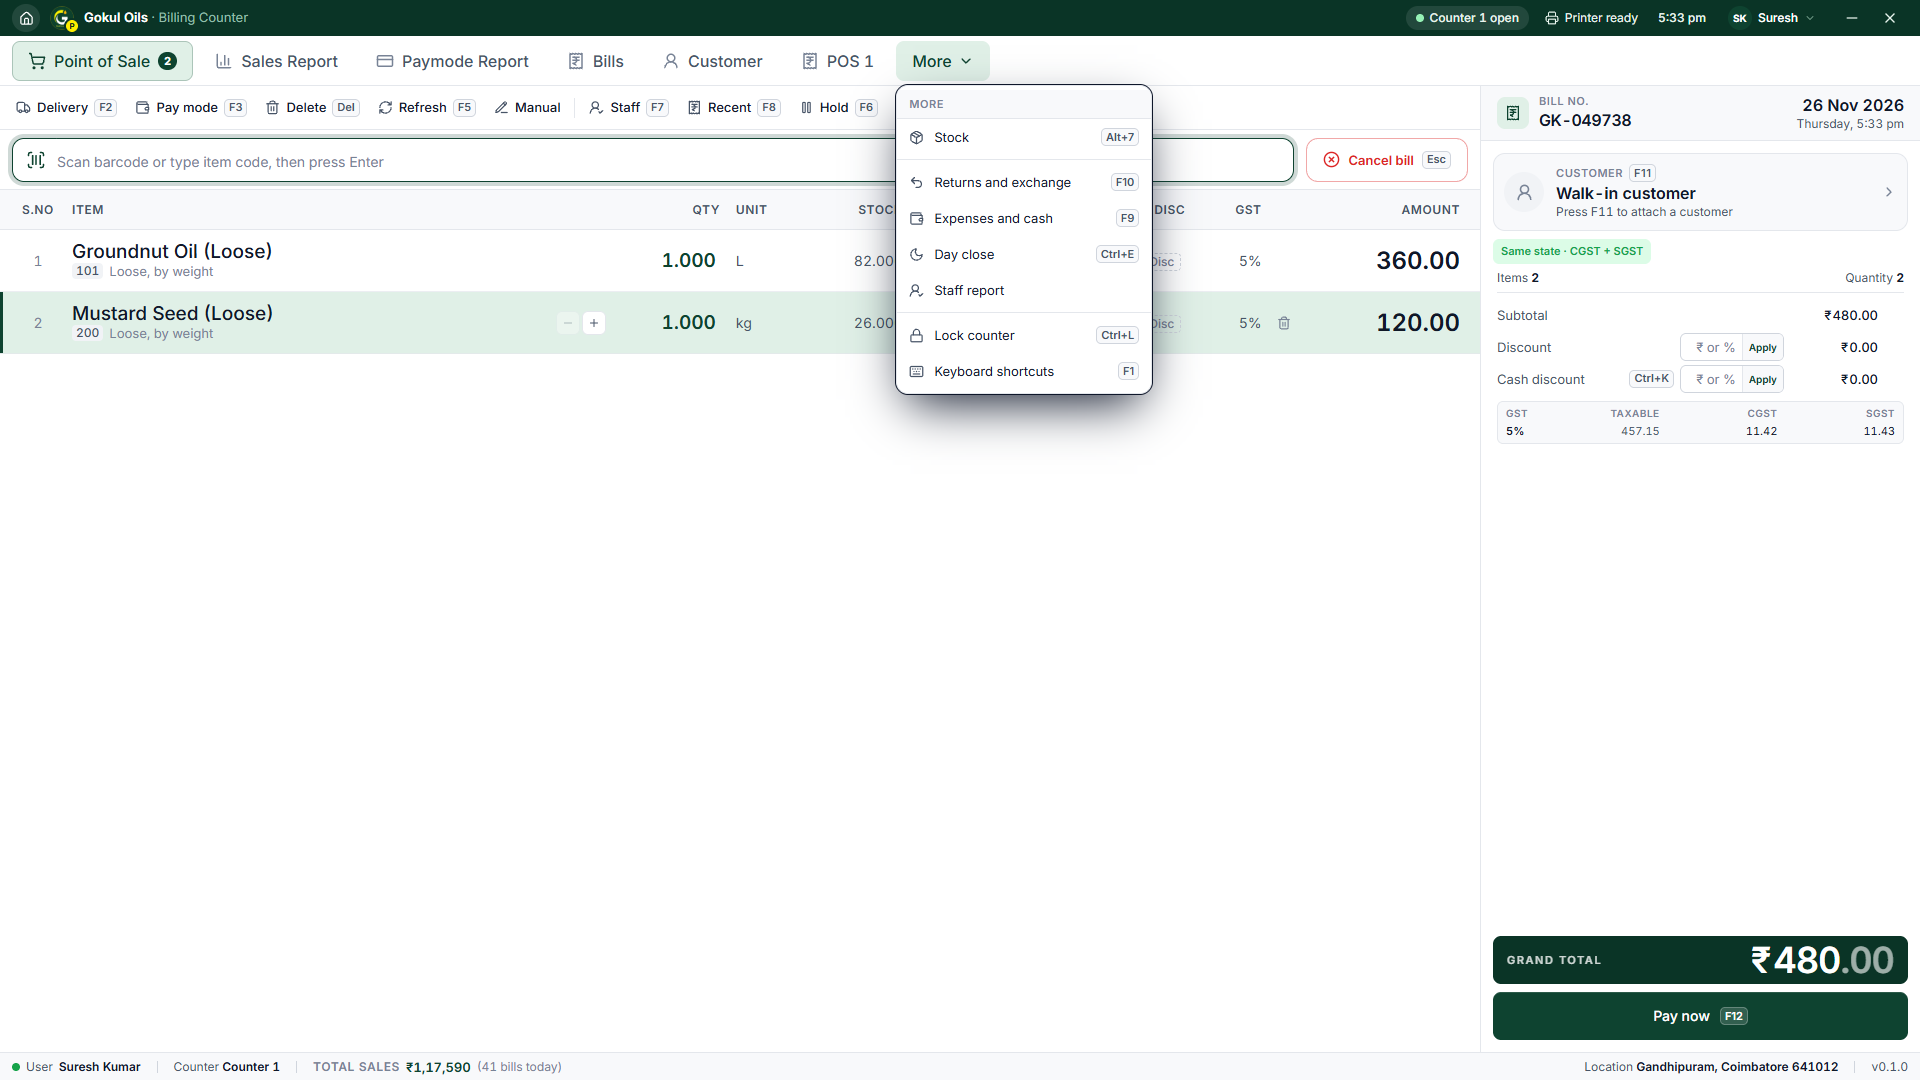 Gokul Oils · Billing Counter
Counter 1 open
Printer ready
5:33 pm
SK Suresh
Point of Sale 2
Sales Report
Paymode Report
Bills
Customer
POS 1
More
Delivery F2
Pay mode F3
Delete Del
Refresh F5
Manual
Staff F7
Recent F8
Hold F6
MORE
Stock Alt+7
Returns and exchange F10
Expenses and cash F9
Day close Ctrl+E
Staff report
Lock counter Ctrl+L
Keyboard shortcuts F1
Scan barcode or type item code, then press Enter
Cancel bill Esc
S.NO ITEM QTY UNIT STOC DISC GST AMOUNT
1 Groundnut Oil (Loose) 1.000 L 82.00 Disc 5% 360.00
101 Loose, by weight
2 Mustard Seed (Loose) − + 1.000 kg 26.00 Disc 5% 120.00
200 Loose, by weight
BILL NO.
GK-049738
26 Nov 2026
Thursday, 5:33 pm
CUSTOMER F11
Walk-in customer
Press F11 to attach a customer
Same state · CGST + SGST
Items 2 Quantity 2
Subtotal ₹480.00
Discount ₹ or % Apply ₹0.00
Cash discount Ctrl+K ₹ or % Apply ₹0.00
GST TAXABLE CGST SGST
5% 457.15 11.42 11.43
GRAND TOTAL ₹480.00
Pay now F12
User Suresh Kumar
Counter Counter 1
TOTAL SALES ₹1,17,590 (41 bills today)
Location Gandhipuram, Coimbatore 641012
v0.1.0